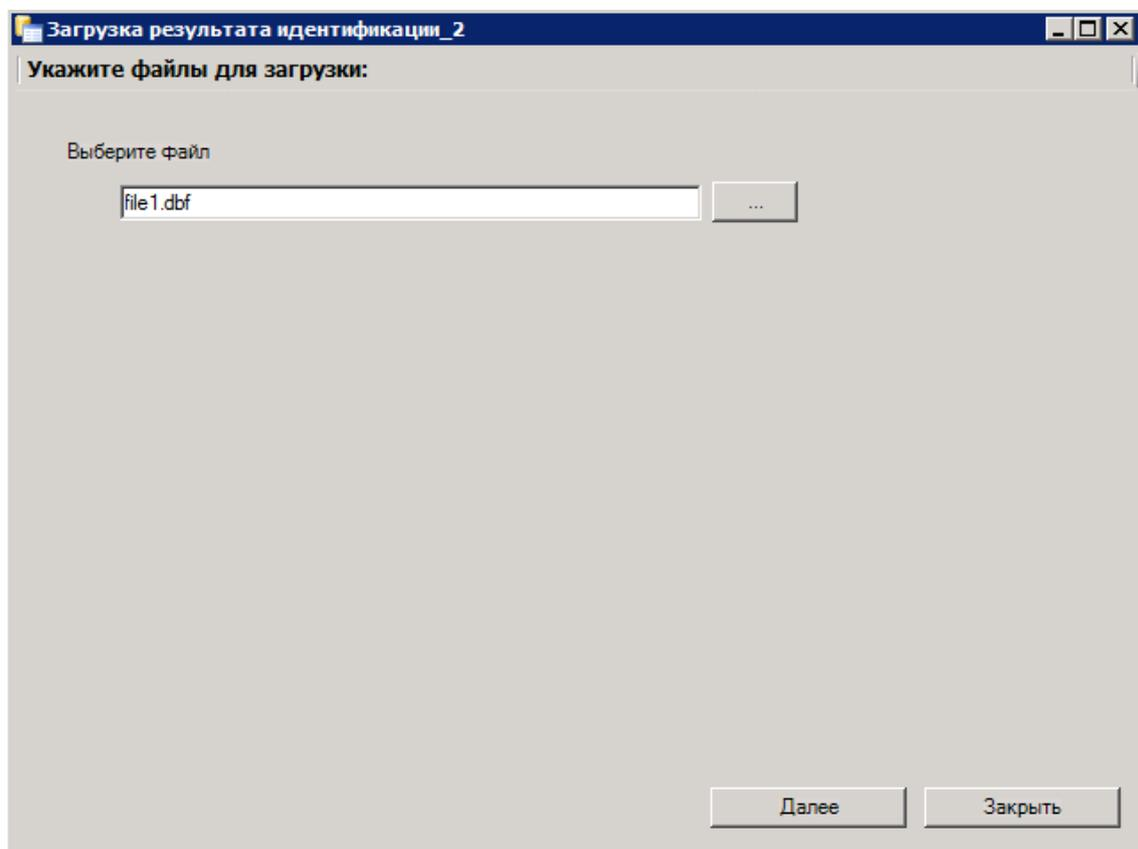 Загрузка результата идентификации_2
Укажите файлы для загрузки:
Выберите файл
file1.dbf
...
Далее
Закрыть